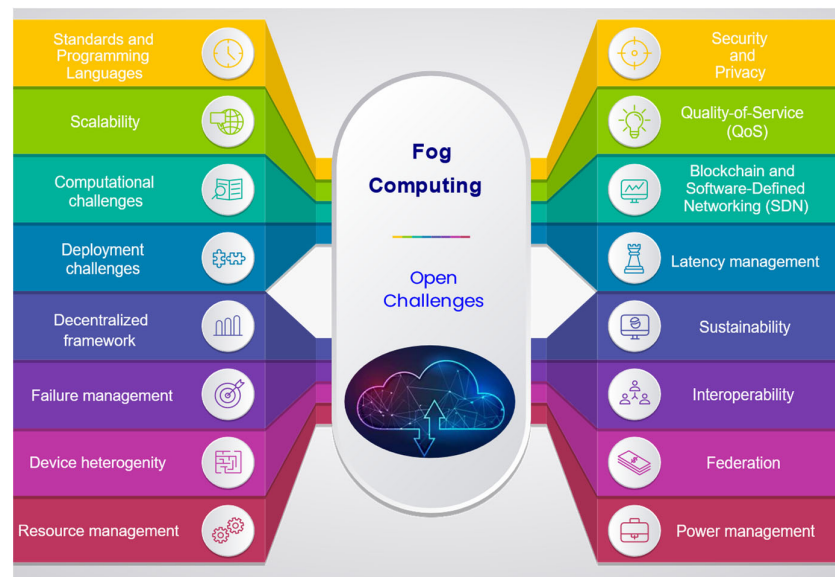 Standards and
Programming
Languages
Scalability
Computational
challenges
Deployment
challenges
Decentralized
framework
Failure management
Device heterogenity
Resource management
Fog
Computing
Open
Challenges
Security
and
Privacy
Quality-of-Service
(QoS)
Blockchain and
Software-Defined
Networking (SDN)
Latency management
Sustainability
Interoperability
Federation
Power management